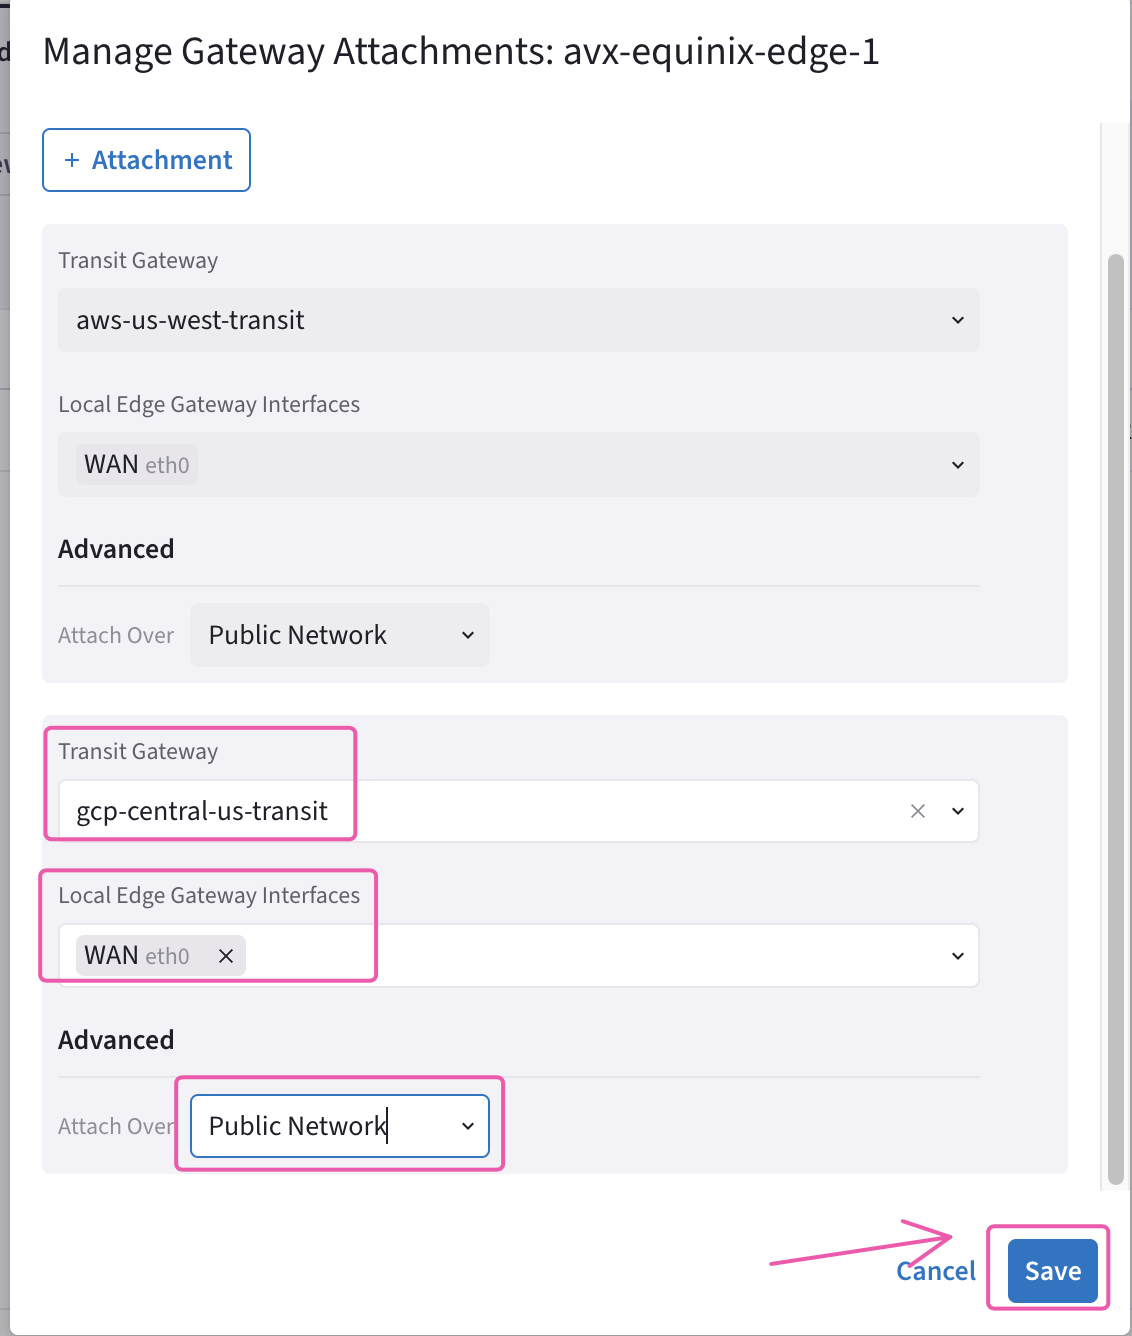 Manage Gateway Attachments: avx-equinix-edge-1
+ Attachment
Transit Gateway
aws-us-west-transit
Local Edge Gateway Interfaces
WAN eth0
Advanced
Attach Over Public Network
Transit Gateway
gcp-central-us-transit
Local Edge Gateway Interfaces
WAN eth0
Advanced
Attach Over Public Network
Cancel Save